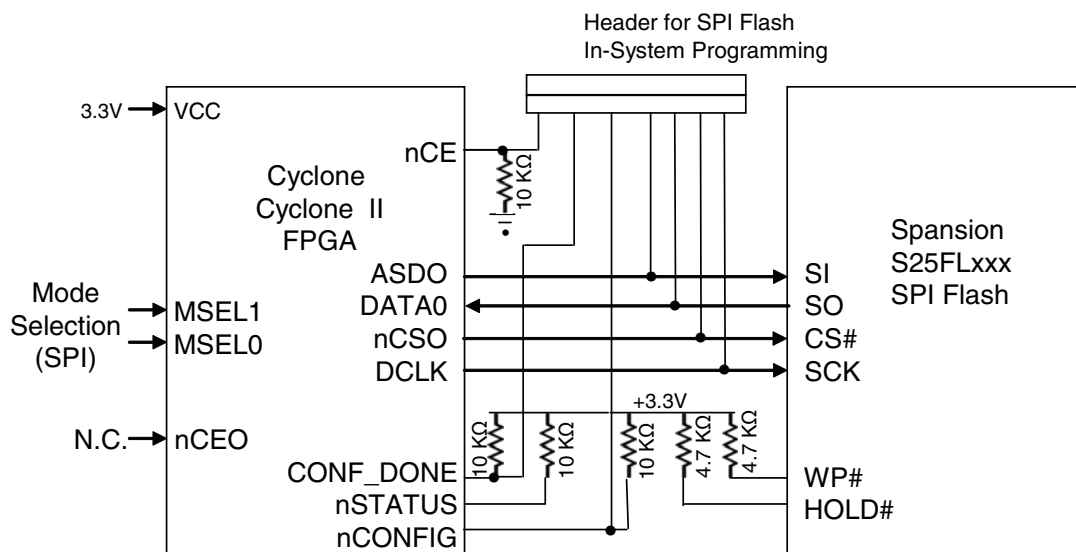 Header for SPI Flash
In-System Programming
3.3V
VCC
nCE
10 KΩ
Cyclone
Cyclone II
FPGA
Spansion
S25FLxxx
SPI Flash
ASDO
SI
DATA0
SO
nCSO
CS#
DCLK
SCK
Mode
Selection
(SPI)
MSEL1
MSEL0
+3.3V
10 KΩ
10 KΩ
10 KΩ
4.7 KΩ
4.7 KΩ
N.C.
nCEO
CONF_DONE
WP#
nSTATUS
HOLD#
nCONFIG